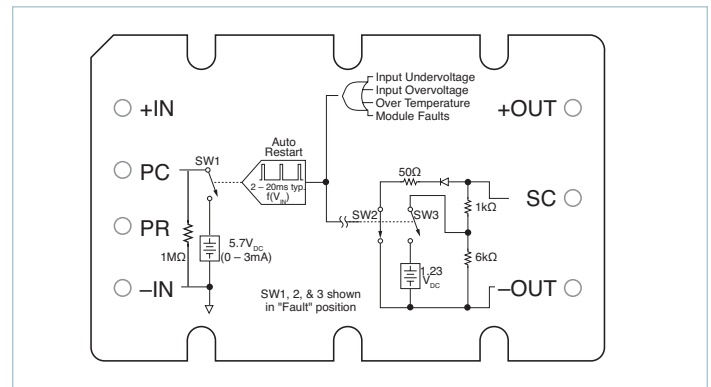 Input Undervoltage
Input Overvoltage
Over Temperature
Module Faults
+IN
+OUT
Auto
Restart
PC
SW1
2 – 20ms typ.
f(V_IN)
50Ω
SC
1kΩ
SW2
SW3
PR
1MΩ
5.7V_DC
(0 – 3mA)
6kΩ
1.23
V_DC
–IN
–OUT
SW1, 2, & 3 shown
in "Fault" position